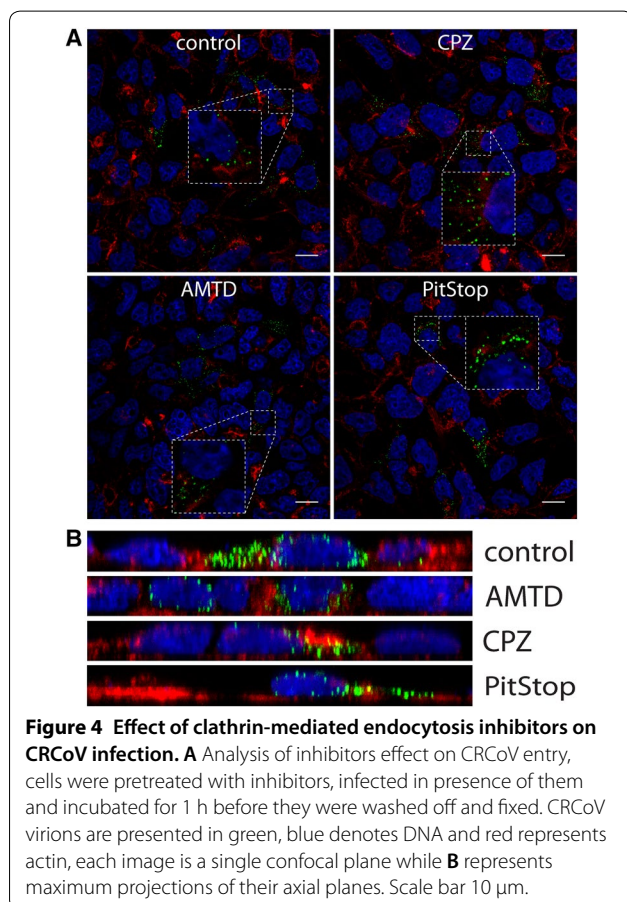 A
control
CPZ
AMTD
PitStop
B
control
AMTD
CPZ
PitStop
Figure 4 Effect of clathrin-mediated endocytosis inhibitors on
CRCoV infection. A Analysis of inhibitors effect on CRCoV entry,
cells were pretreated with inhibitors, infected in presence of them
and incubated for 1 h before they were washed off and fixed. CRCoV
virions are presented in green, blue denotes DNA and red represents
actin, each image is a single confocal plane while B represents
maximum projections of their axial planes. Scale bar 10 μm.